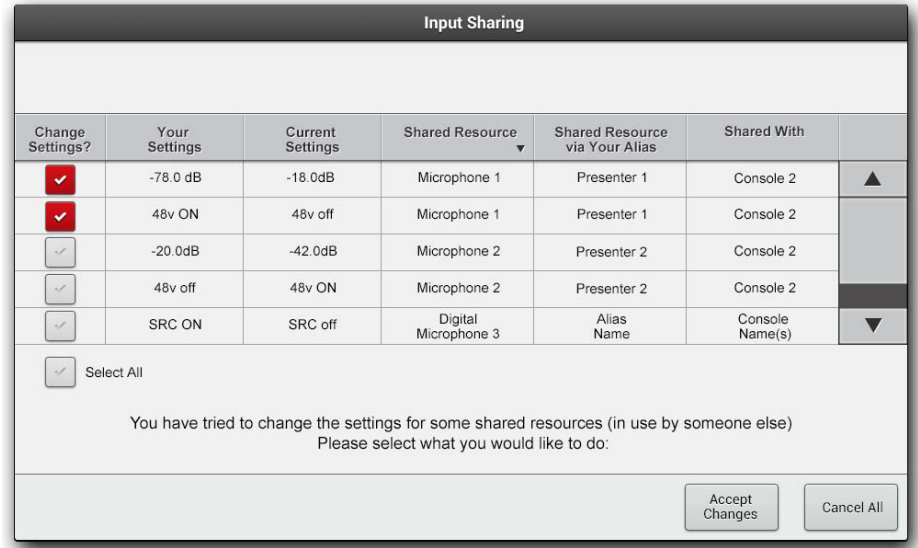 Input Sharing
Change Settings? Your Settings Current Settings Shared Resource Shared Resource via Your Alias Shared With
-78.0 dB -18.0dB Microphone 1 Presenter 1 Console 2
48v ON 48v off Microphone 1 Presenter 1 Console 2
-20.0dB -42.0dB Microphone 2 Presenter 2 Console 2
48v off 48v ON Microphone 2 Presenter 2 Console 2
SRC ON SRC off Digital Microphone 3 Alias Name Console Name(s)
Select All
You have tried to change the settings for some shared resources (in use by someone else)
Please select what you would like to do:
Accept Changes Cancel All